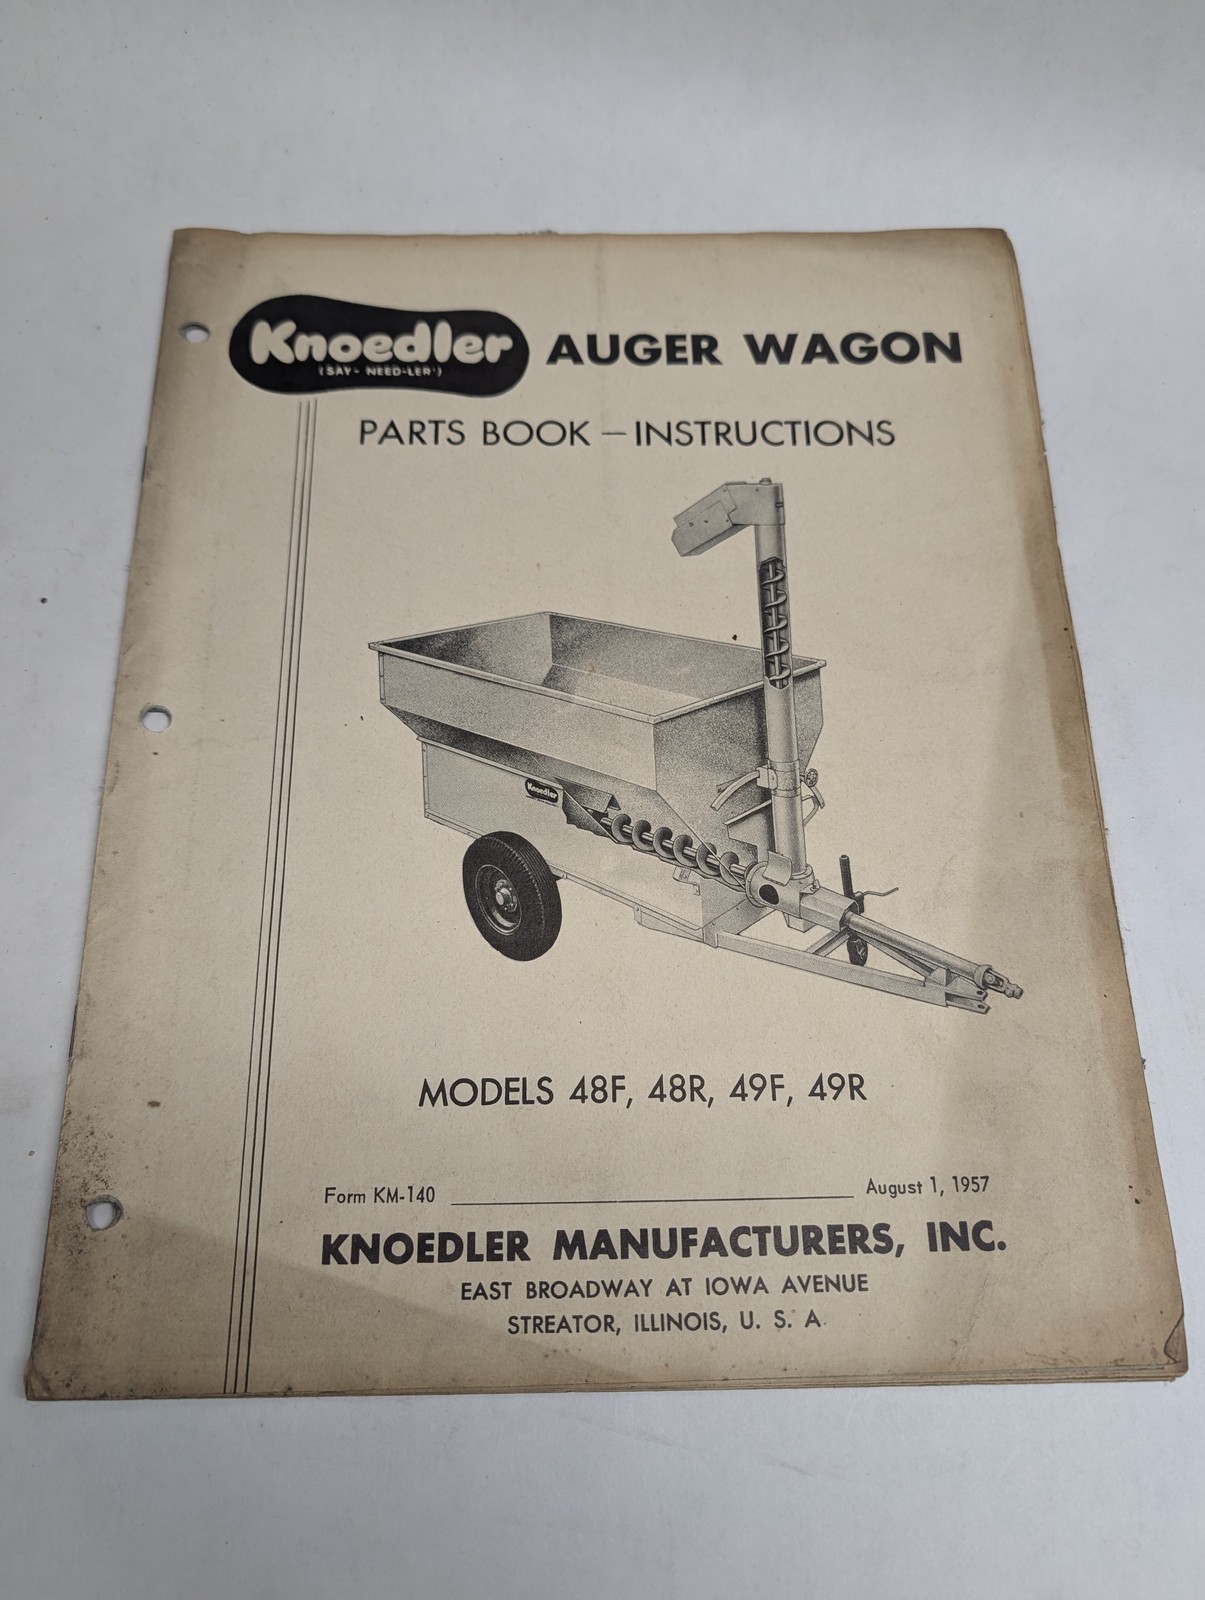 Knoedler AUGER WAGON
(SAY - NEED-LER')
PARTS BOOK — INSTRUCTIONS
Knoedler
MODELS 48F, 48R, 49F, 49R
Form KM-140 August 1, 1957
KNOEDLER MANUFACTURERS, INC.
EAST BROADWAY AT IOWA AVENUE
STREATOR, ILLINOIS, U. S. A.